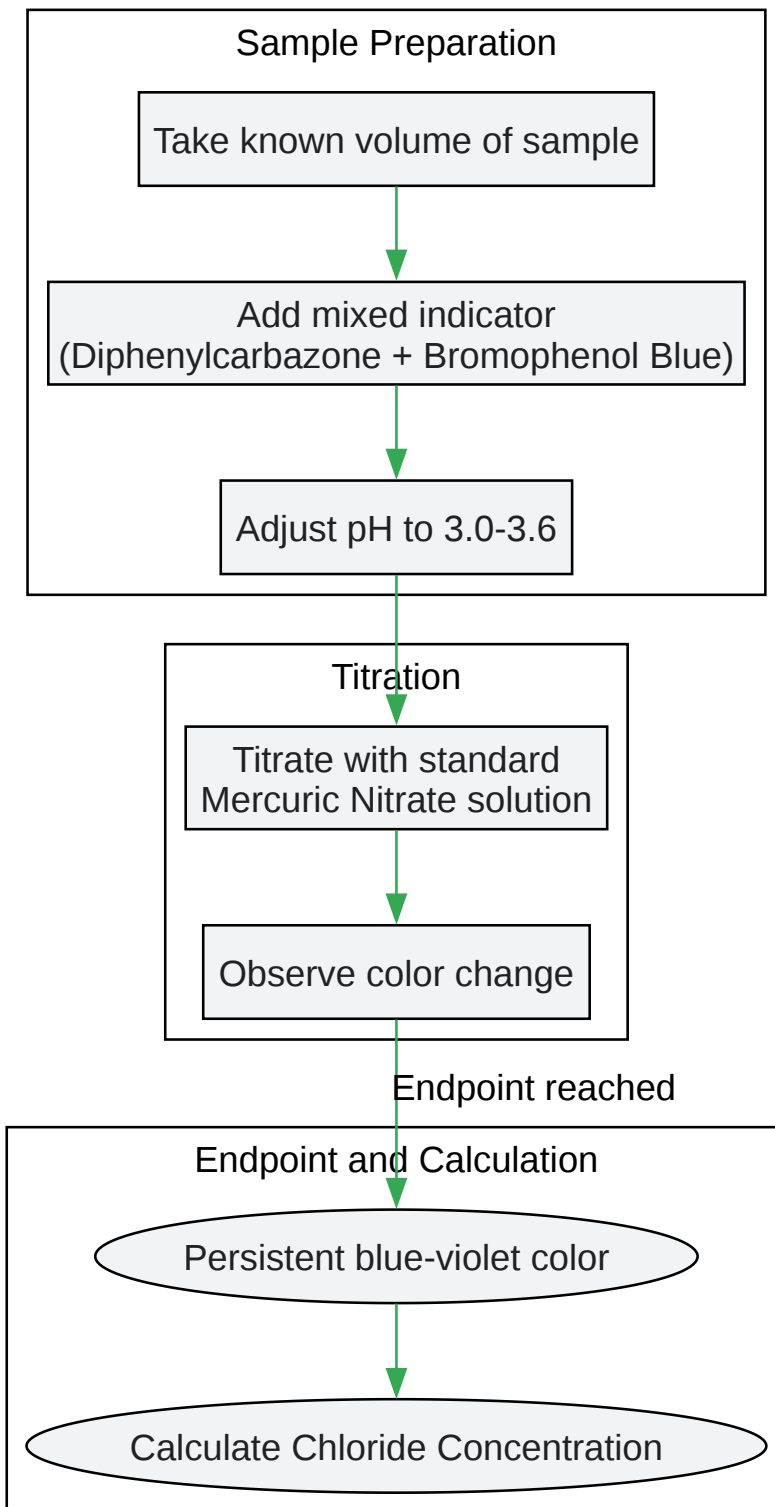 Sample Preparation
Take known volume of sample
Add mixed indicator
(Diphenylcarbazone + Bromophenol Blue)
Adjust pH to 3.0-3.6
Titration
Titrate with standard
Mercuric Nitrate solution
Observe color change
Endpoint reached
Endpoint and Calculation
Persistent blue-violet color
Calculate Chloride Concentration